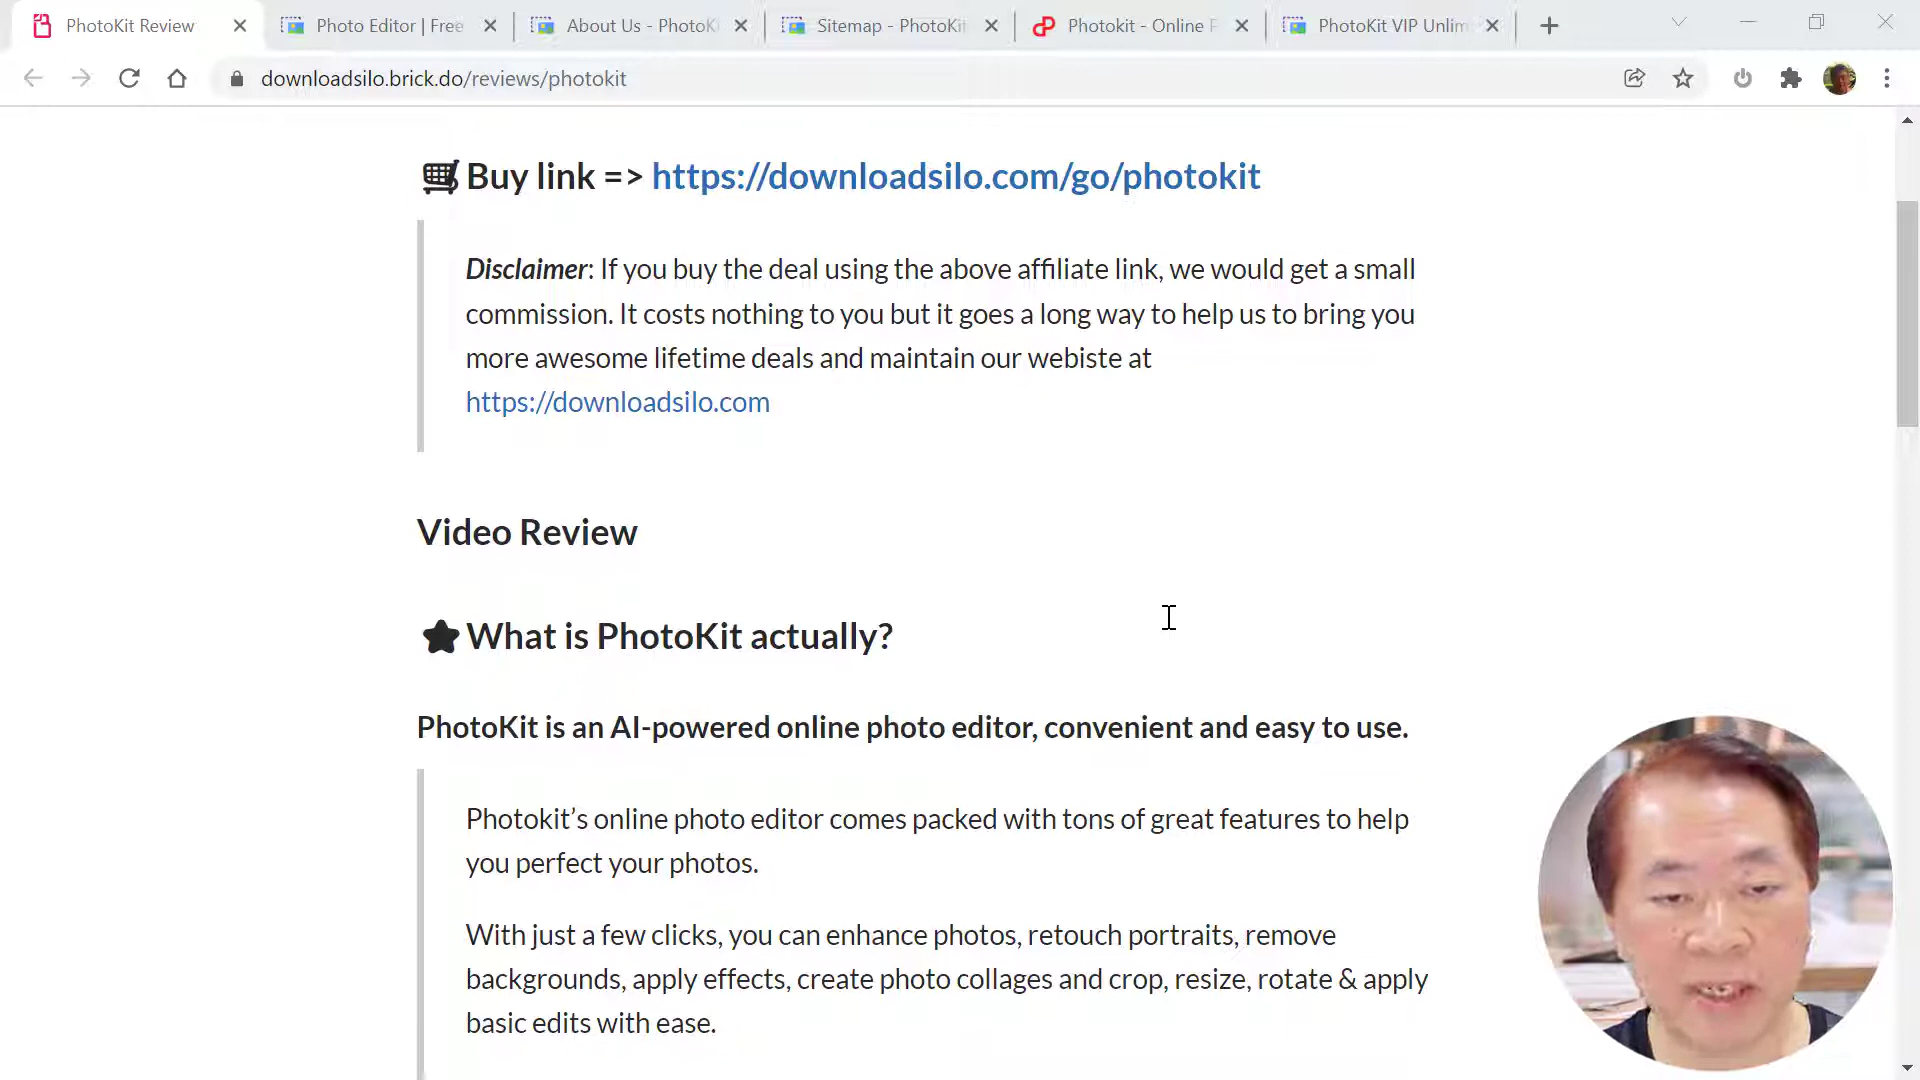 PhotoKit Review
Photo Editor | Free
About Us - PhotoK
Sitemap - PhotoKit
Photokit - Online P
PhotoKit VIP Unlim
downloadsilo.brick.do/reviews/photokit
Buy link => https://downloadsilo.com/go/photokit
Disclaimer: If you buy the deal using the above affiliate link, we would get a small
commission. It costs nothing to you but it goes a long way to help us to bring you
more awesome lifetime deals and maintain our webiste at
https://downloadsilo.com
Video Review
What is PhotoKit actually?
PhotoKit is an AI-powered online photo editor, convenient and easy to use.
Photokit’s online photo editor comes packed with tons of great features to help
you perfect your photos.
With just a few clicks, you can enhance photos, retouch portraits, remove
backgrounds, apply effects, create photo collages and crop, resize, rotate & apply
basic edits with ease.